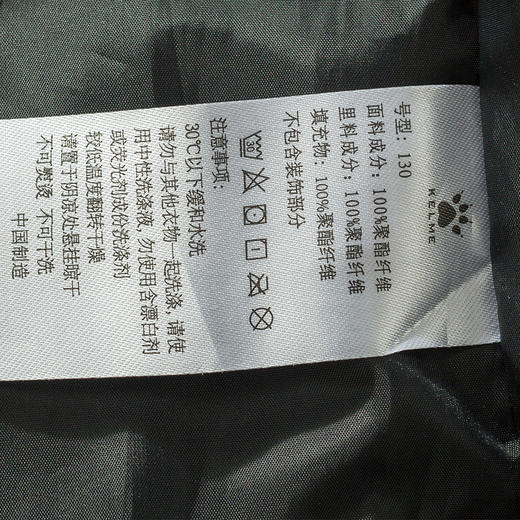 KELME
号型: 130
面料成分: 100%聚酯纤维
里料成分: 100%聚酯纤维
填充物: 100%聚酯纤维
不包含装饰部分
30
注意事项:
30℃以下缓和水洗
请勿与其他衣物一起洗涤, 请使
用中性洗涤液, 勿使用含漂白剂
或荧光剂成份洗涤剂
较低温度翻转干燥
请置于阴凉处悬挂晾干
不可熨烫 不可干洗
中国制造